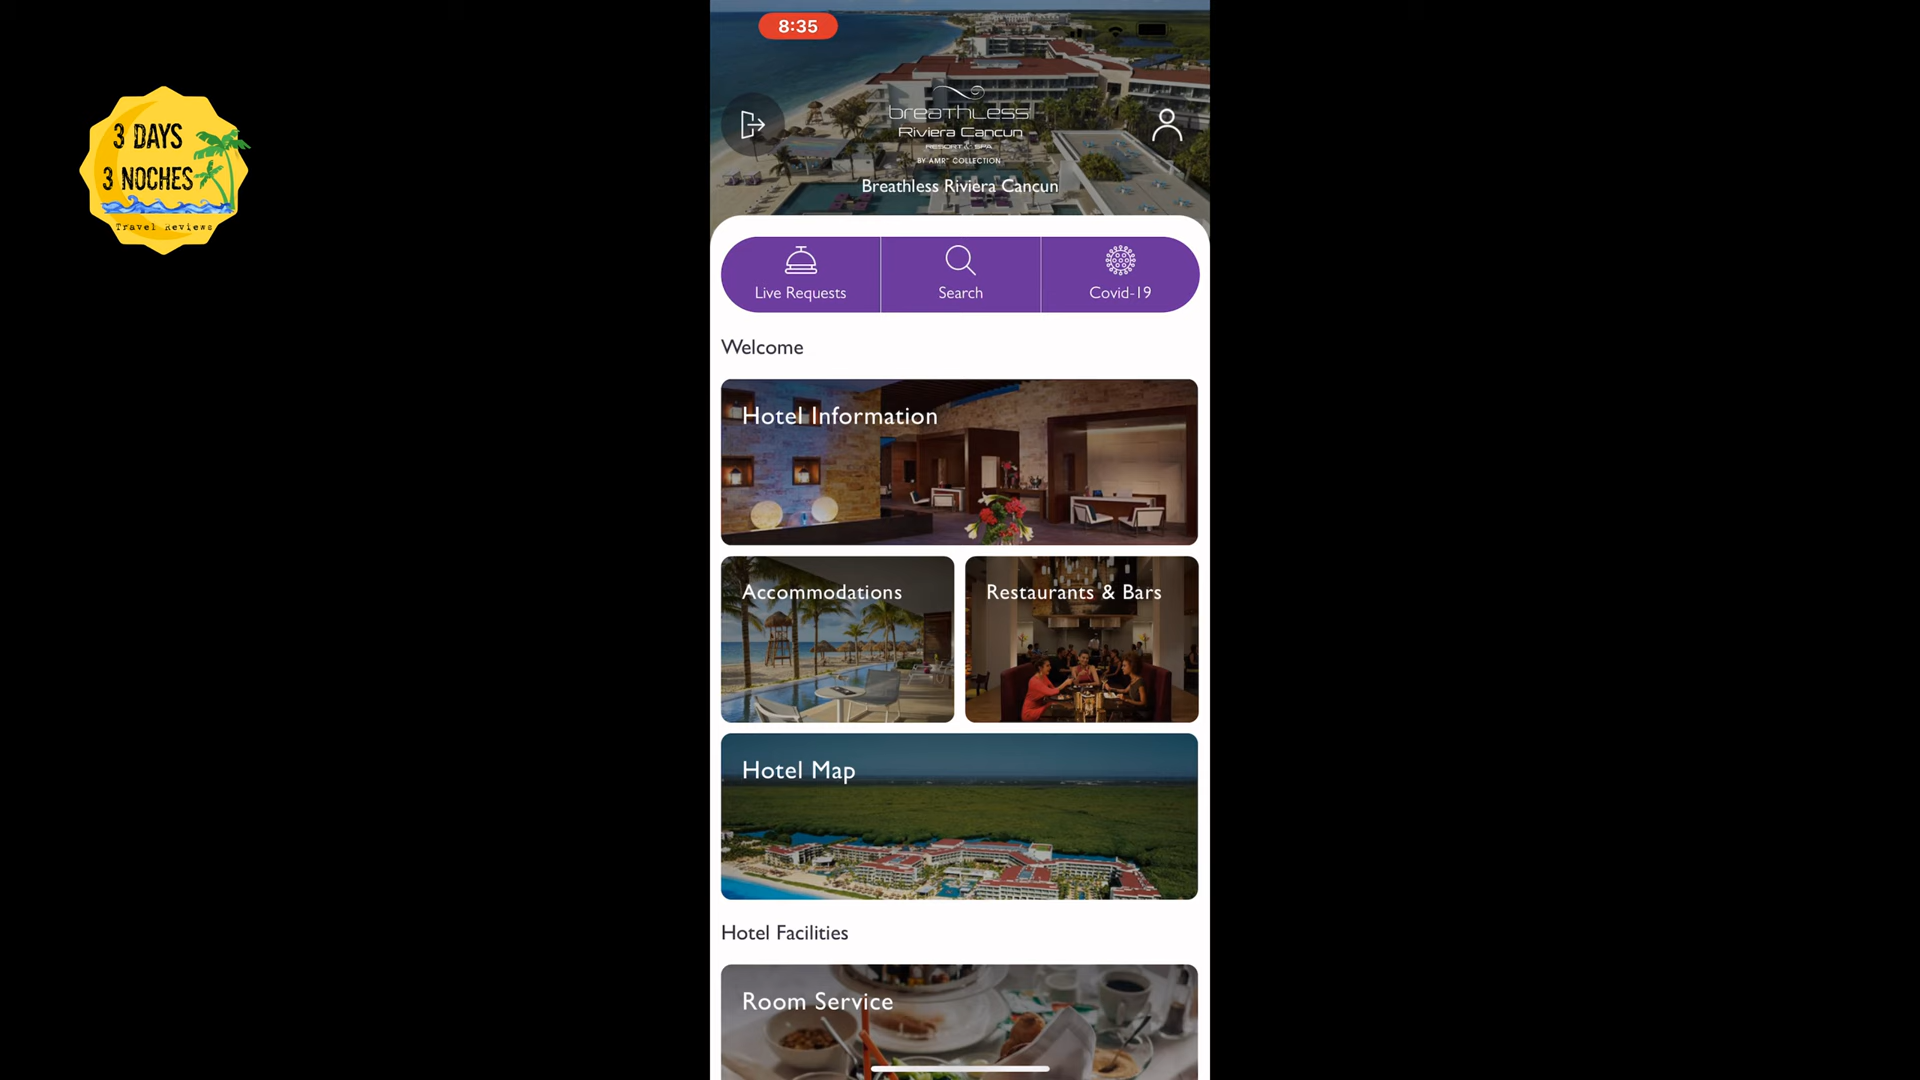 3 DAYS
3 NOCHES
Travel Reviews
8:35
breathless
Riviera Cancun
RESORT & SPA
BY AMR COLLECTION
Breathless Riviera Cancun
Live Requests
Search
Covid-19
Welcome
Hotel Information
Accommodations
Restaurants & Bars
Hotel Map
Hotel Facilities
Room Service